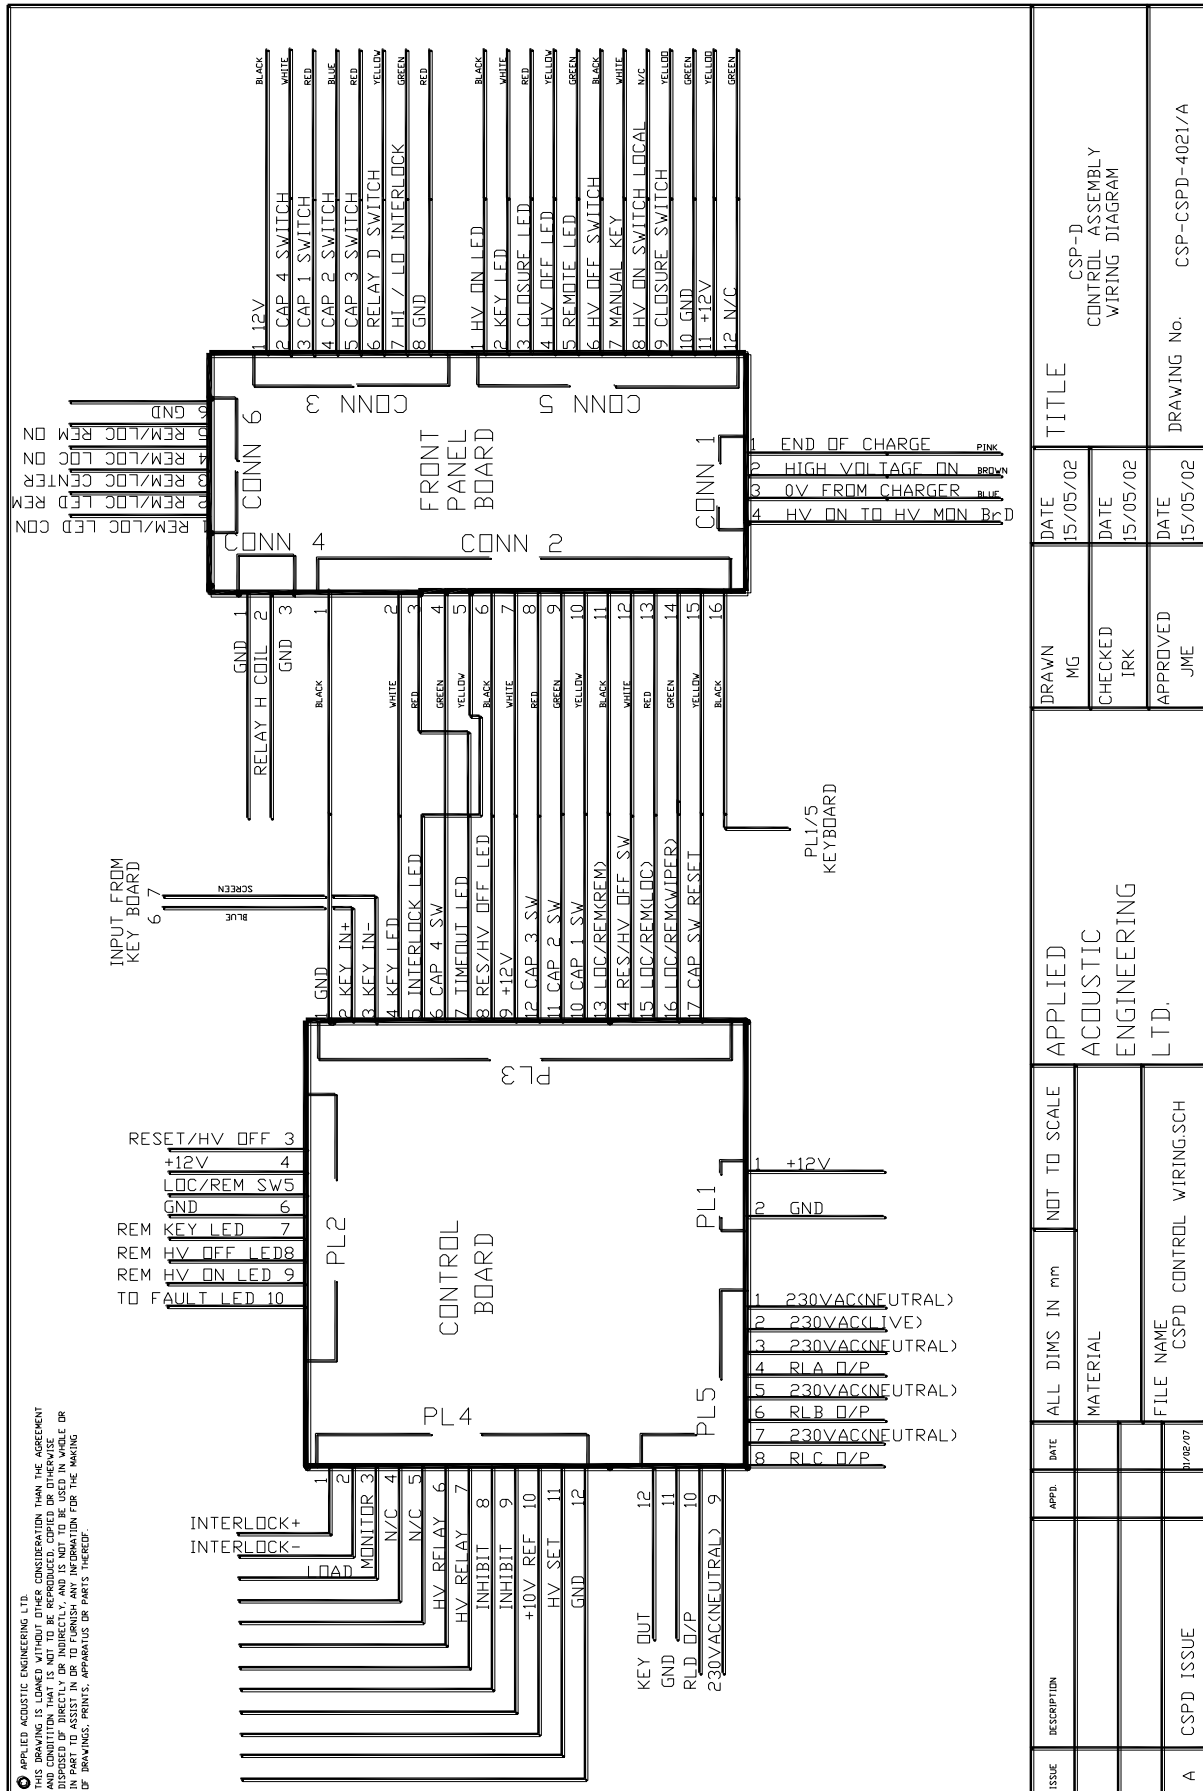 BLACK
WHITE
RED
BLUE
RED
YELLOW
GREEN
RED
BLACK
WHITE
RED
YELLOW
GREEN
BLACK
WHITE
N/C
YELLOO
GREEN
YELLOO
GREEN
1 12V
2 CAP 4 SWITCH
3 CAP 1 SWITCH
4 CAP 2 SWITCH
5 CAP 3 SWITCH
6 RELAY D SWITCH
7 HI / LO INTERLOCK
8 GND
1 HV ON LED
2 KEY LED
3 CLOSURE LED
4 HV OFF LED
5 REMOTE LED
6 HV OFF SWITCH
7 MANUAL KEY
8 HV ON SWITCH LOCAL
9 CLOSURE SWITCH
10 GND
11 +12V
12 N/C
6 GND
5 REM/LOC REM ON
4 REM/LOC LOC ON
3 REM/LOC CENTER
2 REM/LOC LED REM
1 REM/LOC LED CON
CONN 3
CONN 5
CONN 6
FRONT
PANEL
BOARD
CONN 1
CONN 4
CONN 2
1 END OF CHARGE PINK
2 HIGH VOLTAGE ON BROWN
3 0V FROM CHARGER BLUE
4 HV ON TO HV MON BrD
GND 1
RELAY H COIL 2
GND 3
1
2
3
4
5
6
7
8
9
10
11
12
13
14
15
16
BLACK
WHITE
RED
GREEN
YELLOW
BLACK
WHITE
RED
GREEN
YELLOW
BLACK
WHITE
RED
GREEN
YELLOW
BLACK
PL1/5
KEYBOARD
INPUT FROM
KEY BOARD
6 7
SCREEN
BLUE
1 GND
2 KEY IN+
3 KEY IN-
4 KEY LED
5 INTERLOCK LED
6 CAP 4 SW
7 TIMEOUT LED
8 RES/HV OFF LED
9 +12V
12 CAP 3 SW
11 CAP 2 SW
10 CAP 1 SW
13 LOC/REM(REM)
14 RES/HV OFF SW
15 LOC/REM(LOC)
16 LOC/REM(WIPER)
17 CAP SW RESET
PL3
RESET/HV OFF 3
+12V 4
LOC/REM SW5
GND 6
REM KEY LED 7
REM HV OFF LED8
REM HV ON LED 9
TO FAULT LED 10
PL2
CONTROL
BOARD
PL1
1 +12V
2 GND
PL5
1 230VAC(NEUTRAL)
2 230VAC(LIVE)
3 230VAC(NEUTRAL)
4 RLA O/P
5 230VAC(NEUTRAL)
6 RLB O/P
7 230VAC(NEUTRAL)
8 RLC O/P
PL4
INTERLOCK+ 1
INTERLOCK- 2
LOAD MONITOR 3
N/C 4
N/C 5
HV RELAY 6
HV RELAY 7
INHIBIT 8
INHIBIT 9
+10V REF 10
HV SET 11
GND 12
KEY OUT 12
GND 11
RLD O/P 10
230VAC(NEUTRAL) 9
© APPLIED ACOUSTIC ENGINEERING LTD.
THIS DRAWING IS LOANED WITHOUT OTHER CONSIDERATION THAN THE AGREEMENT
AND CONDITION THAT IS NOT TO BE REPRODUCED, COPIED OR OTHERWISE
DISPOSED OF DIRECTLY OR INDIRECTLY, AND IS NOT TO BE USED IN WHOLE OR
IN PART TO ASSIST IN OR TO FURNISH ANY INFORMATION FOR THE MAKING
OF DRAWINGS, PRINTS, APPARATUS OR PARTS THEREOF.
ISSUE
DESCRIPTION
APPD.
DATE
A
CSPD ISSUE
01/02/07
ALL DIMS IN mm
NOT TO SCALE
MATERIAL
FILE NAME
CSPD CONTROL WIRING.SCH
APPLIED
ACOUSTIC
ENGINEERING
LTD.
DRAWN
MG
DATE
15/05/02
CHECKED
IRK
DATE
15/05/02
APPROVED
JME
DATE
15/05/02
TITLE
CSP-D
CONTROL ASSEMBLY
WIRING DIAGRAM
DRAWING No.
CSP-CSPD-4021/A